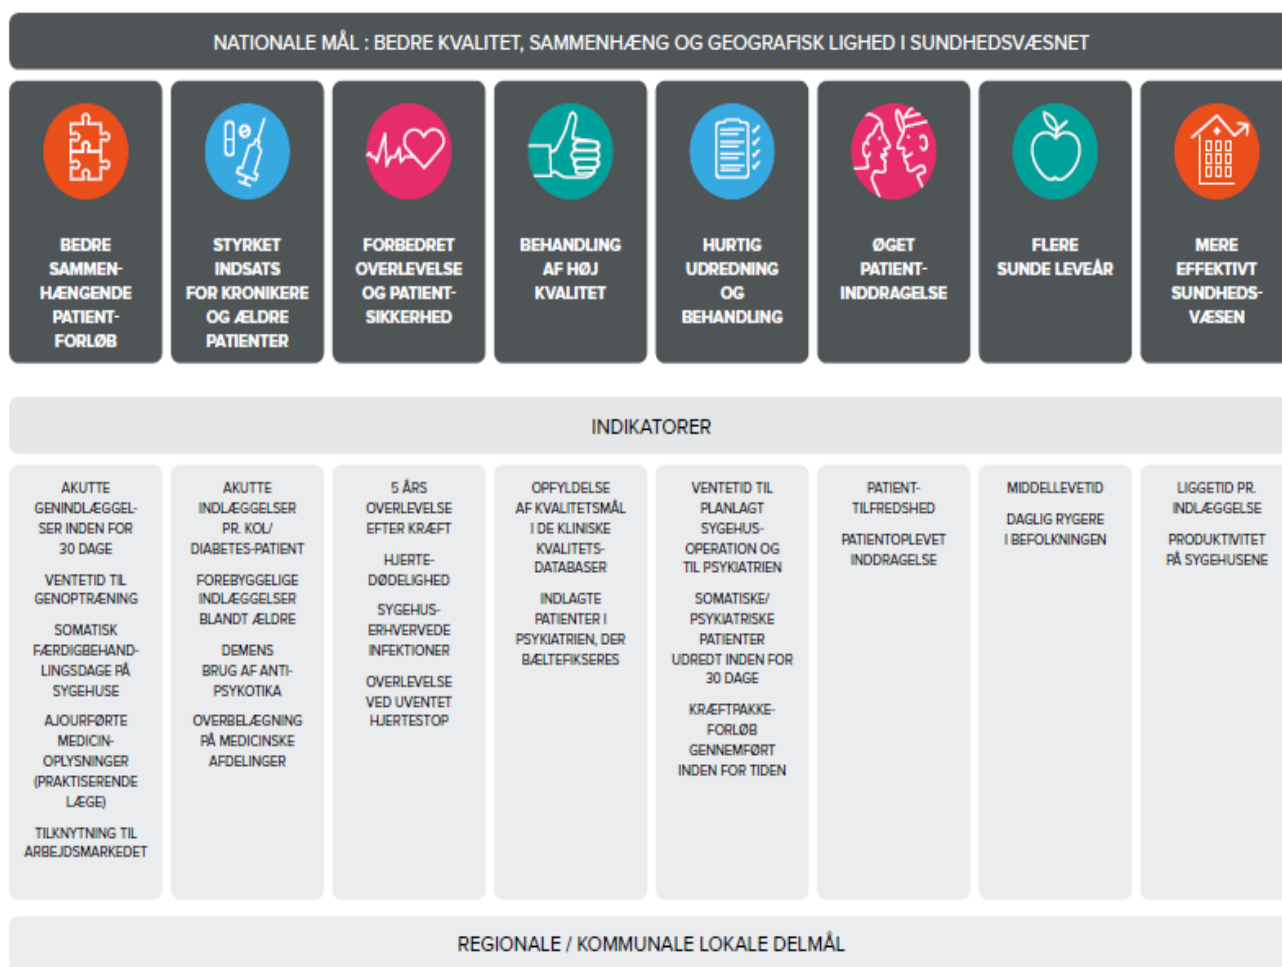 NATIONALE MÅL : BEDRE KVALITET, SAMMENHÆNG OG GEOGRAFISK LIGHED I SUNDHEDSVÆSNET
BEDRE
SAMMEN-
HÆNGENDE
PATIENT-
FORLØB
STYRKET
INDSATS
FOR KRONIKERE
OG ÆLDRE
PATIENTER
FORBEDRET
OVERLEVELSE
OG PATIENT-
SIKKERHED
BEHANDLING
AF HØJ
KVALITET
HURTIG
UDREDNING
OG
BEHANDLING
ØGET
PATIENT-
INDDRAGELSE
FLERE
SUNDE LEVEÅR
MERE
EFFEKTIVT
SUNDHEDS-
VÆSEN
INDIKATORER
AKUTTE
GENINDLÆGGEL-
SER INDEN FOR
30 DAGE
VENTETID TIL
GENOPTRÆNING
SOMATISK
FÆRDIGBEHAND-
LINGSDAGE PÅ
SYGEHUSE
AJOURFØRTE
MEDICIN-
OPLYSNINGER
(PRAKTISERENDE
LÆGE)
TILKNYTNING TIL
ARBEJDSMARKEDET
AKUTTE
INDLÆGGELSER
PR. KOL/
DIABETES-PATIENT
FOREBYGGELIGE
INDLÆGGELSER
BLANDT ÆLDRE
DEMENS
BRUG AF ANTI-
PSYKOTIKA
OVERBELÆGNING
PÅ MEDICINSKE
AFDELINGER
5 ÅRS
OVERLEVELSE
EFTER KRÆFT
HJERTE-
DØDELIGHED
SYGEHUS-
ERHVERVEDE
INFEKTIONER
OVERLEVELSE
VED UVENTET
HJERTESTOP
OPFYLDELSE
AF KVALITETSMÅL
I DE KLINISKE
KVALITETS-
DATABASER
INDLAGTE
PATIENTER I
PSYKIATRIEN, DER
BÆLTEFIKSERES
VENTETID TIL
PLANLAGT
SYGEHUS-
OPERATION OG
TIL PSYKIATRIEN
SOMATISKE/
PSYKIATRISKE
PATIENTER
UDREDT INDEN FOR
30 DAGE
KRÆFTPAKKE-
FORLØB
GENNEMFØRT
INDEN FOR TIDEN
PATIENT-
TILFREDSHED
PATIENTOPLEVET
INDDRAGELSE
MIDDELLEVETID
DAGLIG RYGERE
I BEFOLKNINGEN
LIGGETID PR.
INDLÆGGELSE
PRODUKTIVITET
PÅ SYGEHUSENE
REGIONALE / KOMMUNALE LOKALE DELMÅL